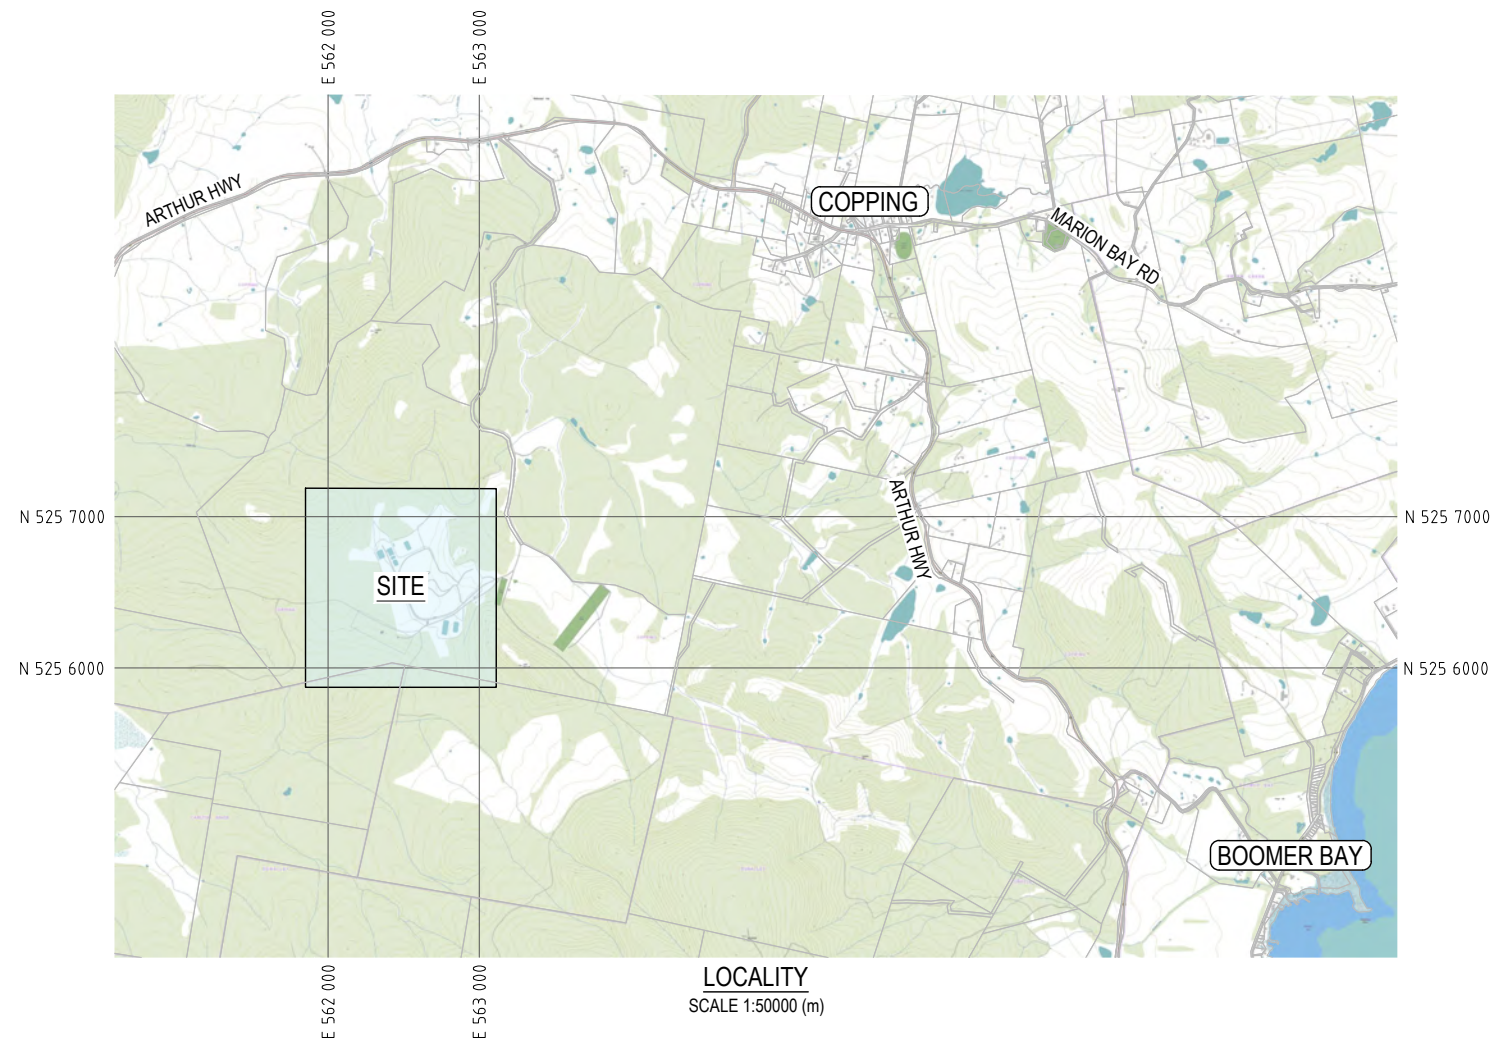 E 562 000
E 563 000
ARTHUR HWY
COPPING
MARION BAY RD
ARTHUR HWY
N 525 7000
N 525 7000
SITE
N 525 6000
N 525 6000
BOOMER BAY
E 562 000
E 563 000
LOCALITY
SCALE 1:50000 (m)